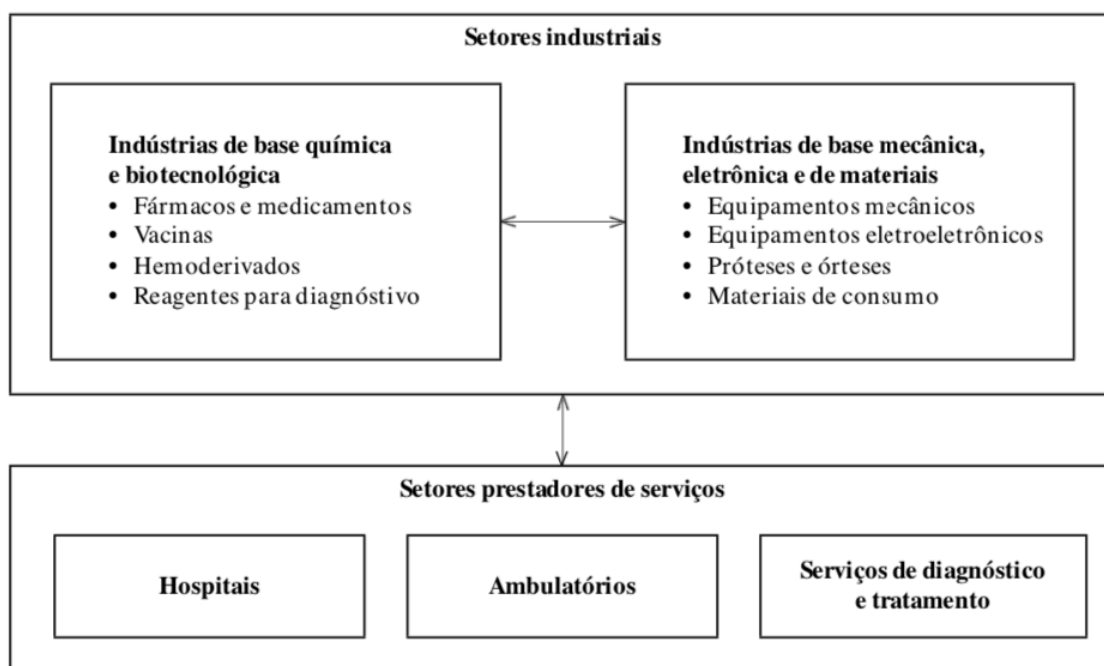 Setores industriais
Indústrias de base química
e biotecnológica
• Fármacos e medicamentos
• Vacinas
• Hemoderivados
• Reagentes para diagnóstivo
Indústrias de base mecânica,
eletrônica e de materiais
• Equipamentos mecânicos
• Equipamentos eletroeletrônicos
• Próteses e órteses
• Materiais de consumo
Setores prestadores de serviços
Hospitais
Ambulatórios
Serviços de diagnóstico
e tratamento